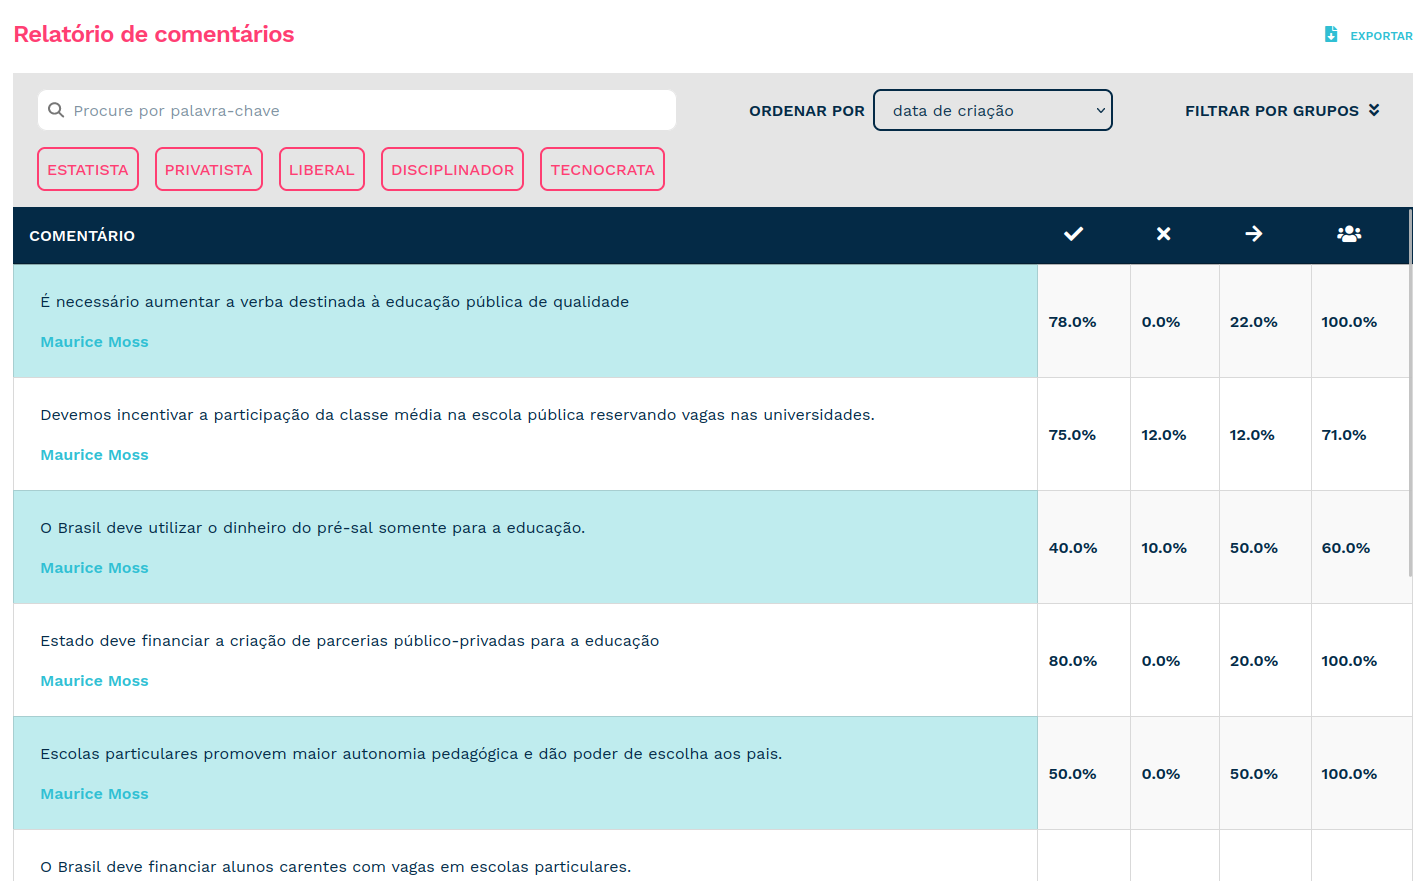 Relatório de comentários
EXPORTAR
Procure por palavra-chave
ORDENAR POR
data de criação
FILTRAR POR GRUPOS
ESTATISTA
PRIVATISTA
LIBERAL
DISCIPLINADOR
TECNOCRATA
COMENTÁRIO
É necessário aumentar a verba destinada à educação pública de qualidade
Maurice Moss
78.0%
0.0%
22.0%
100.0%
Devemos incentivar a participação da classe média na escola pública reservando vagas nas universidades.
Maurice Moss
75.0%
12.0%
12.0%
71.0%
O Brasil deve utilizar o dinheiro do pré-sal somente para a educação.
Maurice Moss
40.0%
10.0%
50.0%
60.0%
Estado deve financiar a criação de parcerias público-privadas para a educação
Maurice Moss
80.0%
0.0%
20.0%
100.0%
Escolas particulares promovem maior autonomia pedagógica e dão poder de escolha aos pais.
Maurice Moss
50.0%
0.0%
50.0%
100.0%
O Brasil deve financiar alunos carentes com vagas em escolas particulares.